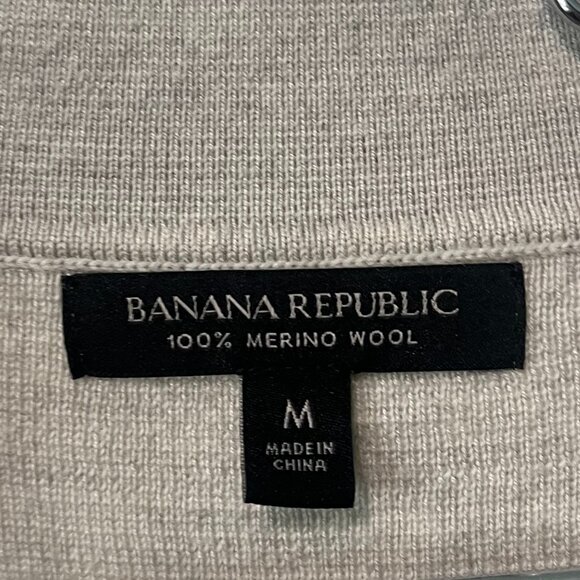 BANANA REPUBLIC
100% MERINO WOOL
M
MADE IN
CHINA